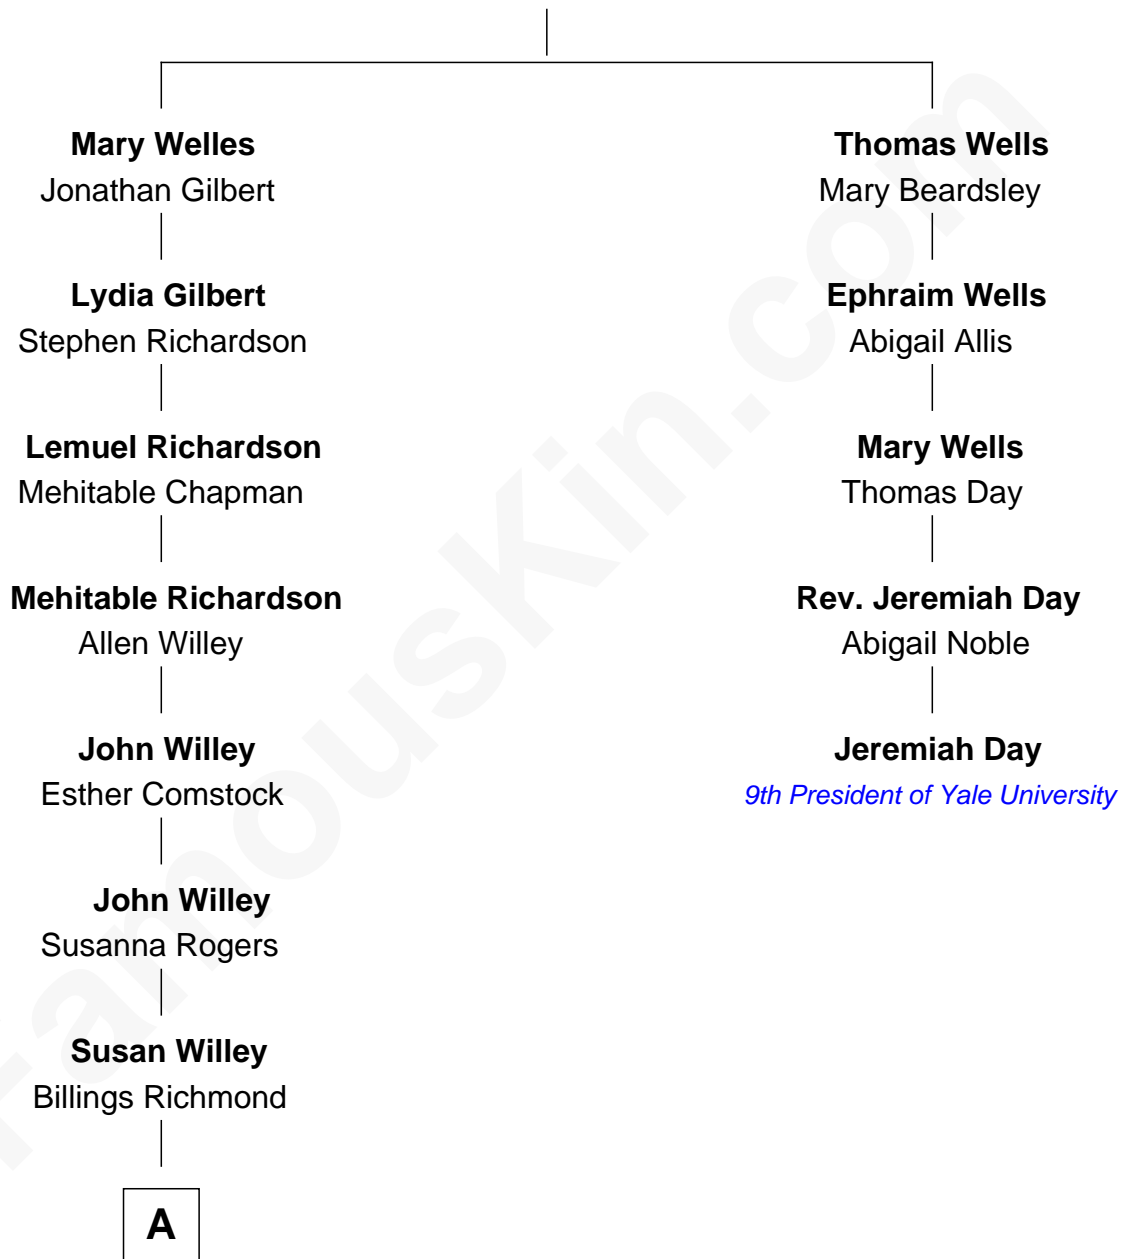 Mary Welles
Jonathan Gilbert
Lydia Gilbert
Stephen Richardson
Lemuel Richardson
Mehitable Chapman
Mehitable Richardson
Allen Willey
John Willey
Esther Comstock
John Willey
Susanna Rogers
Susan Willey
Billings Richmond
A
Thomas Wells
Mary Beardsley
Ephraim Wells
Abigail Allis
Mary Wells
Thomas Day
Rev. Jeremiah Day
Abigail Noble
Jeremiah Day
9th President of Yale University
FamousKin.com